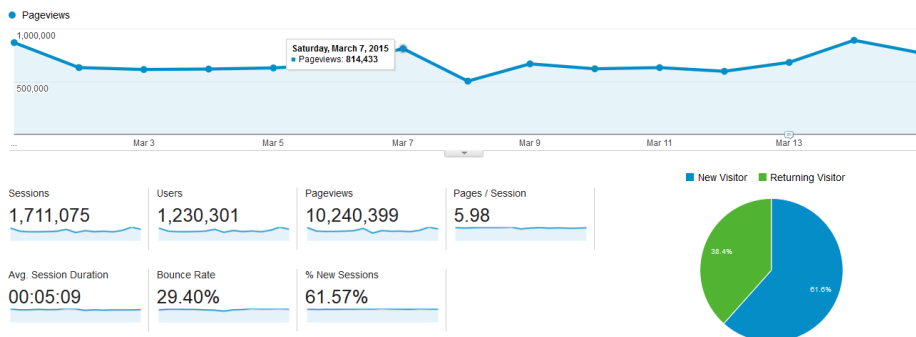 Pageviews
1,000,000
Saturday, March 7, 2015
Pageviews: 814,433
500,000
... Mar 3 Mar 5 Mar 7 Mar 9 Mar 11 Mar 13
New Visitor Returning Visitor
Sessions Users Pageviews Pages / Session
1,711,075 1,230,301 10,240,399 5.98
38.4%
Avg. Session Duration Bounce Rate % New Sessions
00:05:09 29.40% 61.57%
61.6%